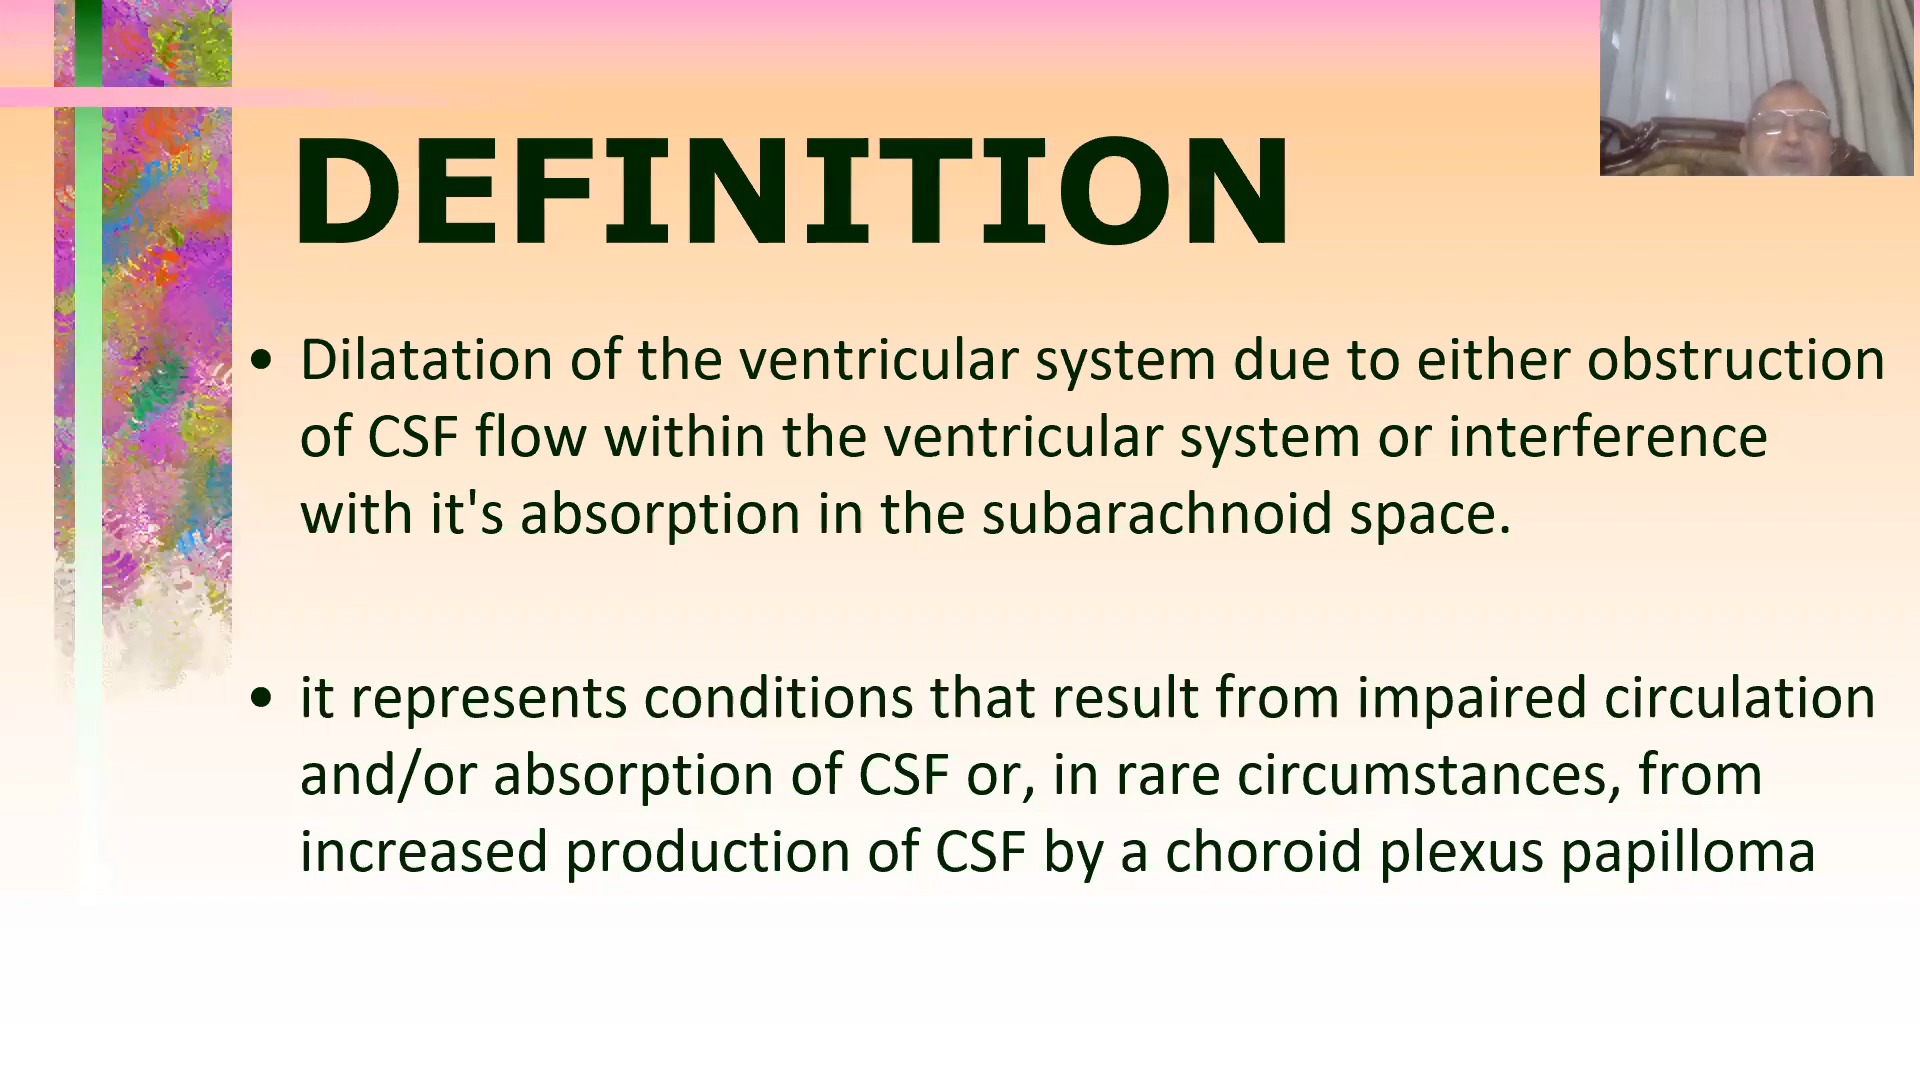 DEFINITION
• Dilatation of the ventricular system due to either obstruction
of CSF flow within the ventricular system or interference
with it's absorption in the subarachnoid space.
• it represents conditions that result from impaired circulation
and/or absorption of CSF or, in rare circumstances, from
increased production of CSF by a choroid plexus papilloma